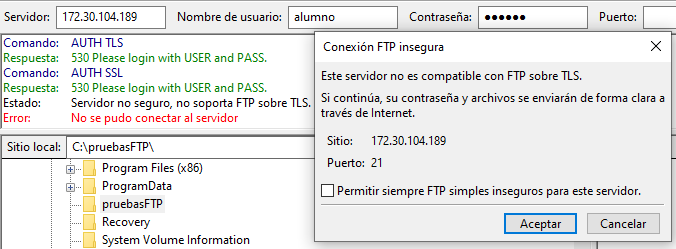 Servidor: 172.30.104.189 Nombre de usuario: alumno Contraseña: ●●●●●● Puerto:
Comando: AUTH TLS
Respuesta: 530 Please login with USER and PASS.
Comando: AUTH SSL
Respuesta: 530 Please login with USER and PASS.
Estado: Servidor no seguro, no soporta FTP sobre TLS.
Error: No se pudo conectar al servidor
Sitio local: C:\pruebasFTP\
Program Files (x86)
ProgramData
pruebasFTP
Recovery
System Volume Information
Conexión FTP insegura
Este servidor no es compatible con FTP sobre TLS.
Si continúa, su contraseña y archivos se enviarán de forma clara a
través de Internet.
Sitio: 172.30.104.189
Puerto: 21
Permitir siempre FTP simples inseguros para este servidor.
Aceptar Cancelar